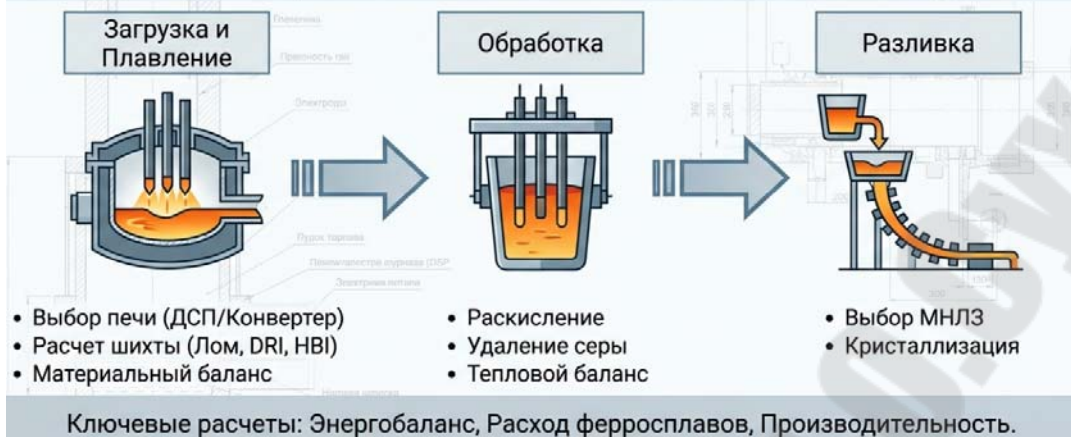 Загрузка и
Плавление
Обработка
Разливка
• Выбор печи (ДСП/Конвертер)
• Расчет шихты (Лом, DRI, HBI)
• Материальный баланс
• Раскисление
• Удаление серы
• Тепловой баланс
• Выбор МНЛЗ
• Кристаллизация
Ключевые расчеты: Энергобаланс, Расход ферросплавов, Производительность.